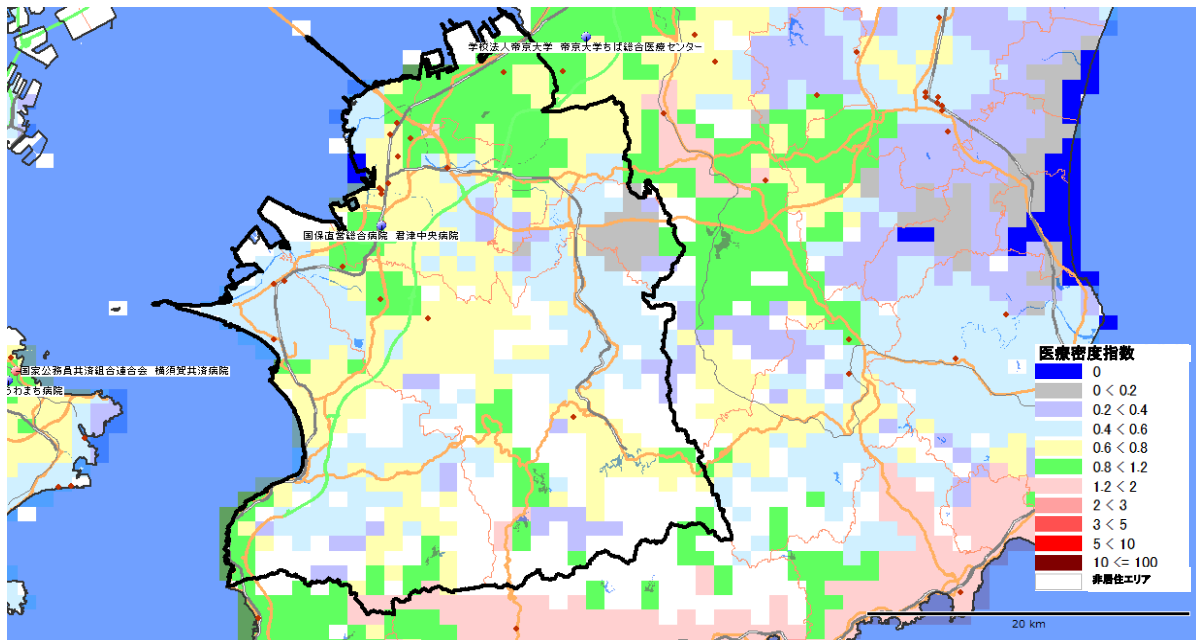 学校法人帝京大学　帝京大学ちば総合医療センター
国保直営総合病院　君津中央病院
国家公務員共済組合連合会　横須賀共済病院
うわまち病院
医療密度指数
0
0 < 0.2
0.2 < 0.4
0.4 < 0.6
0.6 < 0.8
0.8 < 1.2
1.2 < 2
2 < 3
3 < 5
5 < 10
10 <= 100
非居住エリア
20 km